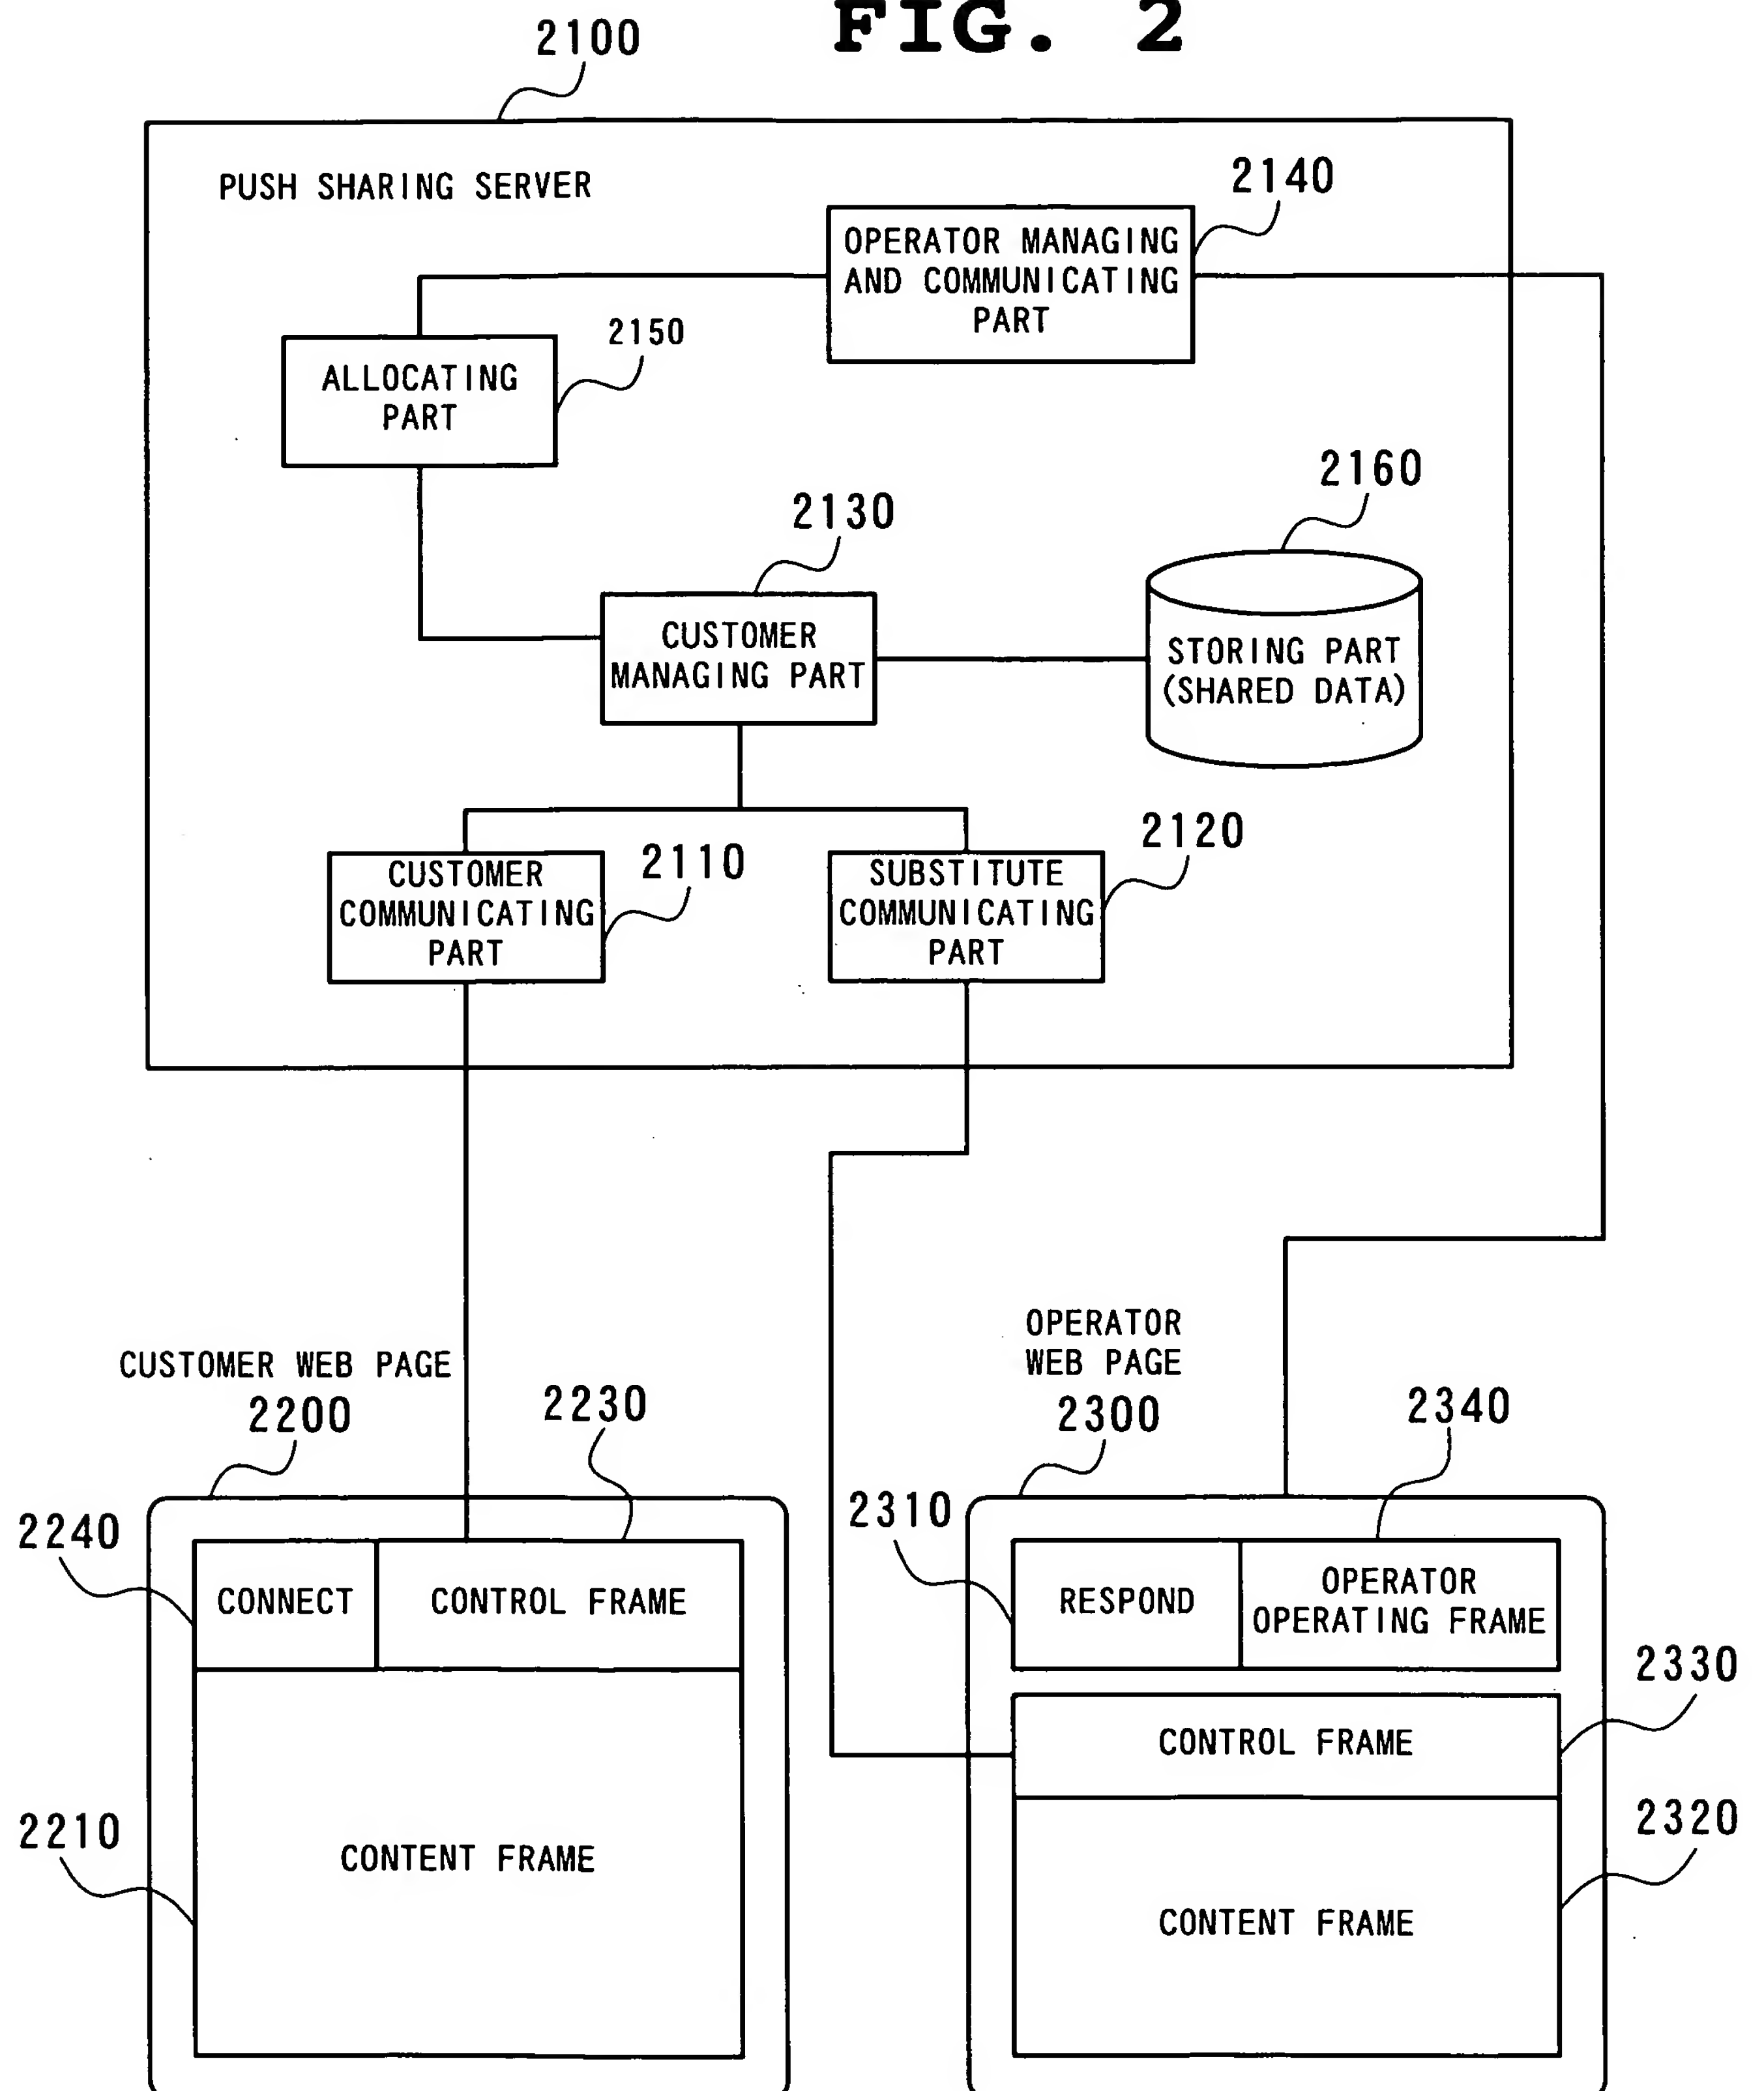 FIG. 2
2100
PUSH SHARING SERVER
2140
OPERATOR MANAGING
AND COMMUNICATING
PART
2150
ALLOCATING
PART
2160
2130
CUSTOMER
MANAGING PART
STORING PART
(SHARED DATA)
2110
2120
CUSTOMER
COMMUNICATING
PART
SUBSTITUTE
COMMUNICATING
PART
CUSTOMER WEB PAGE
2200
2230
OPERATOR
WEB PAGE
2300
2340
2240
2310
CONNECT
CONTROL FRAME
RESPOND
OPERATOR
OPERATING FRAME
2330
CONTROL FRAME
2210
2320
CONTENT FRAME
CONTENT FRAME